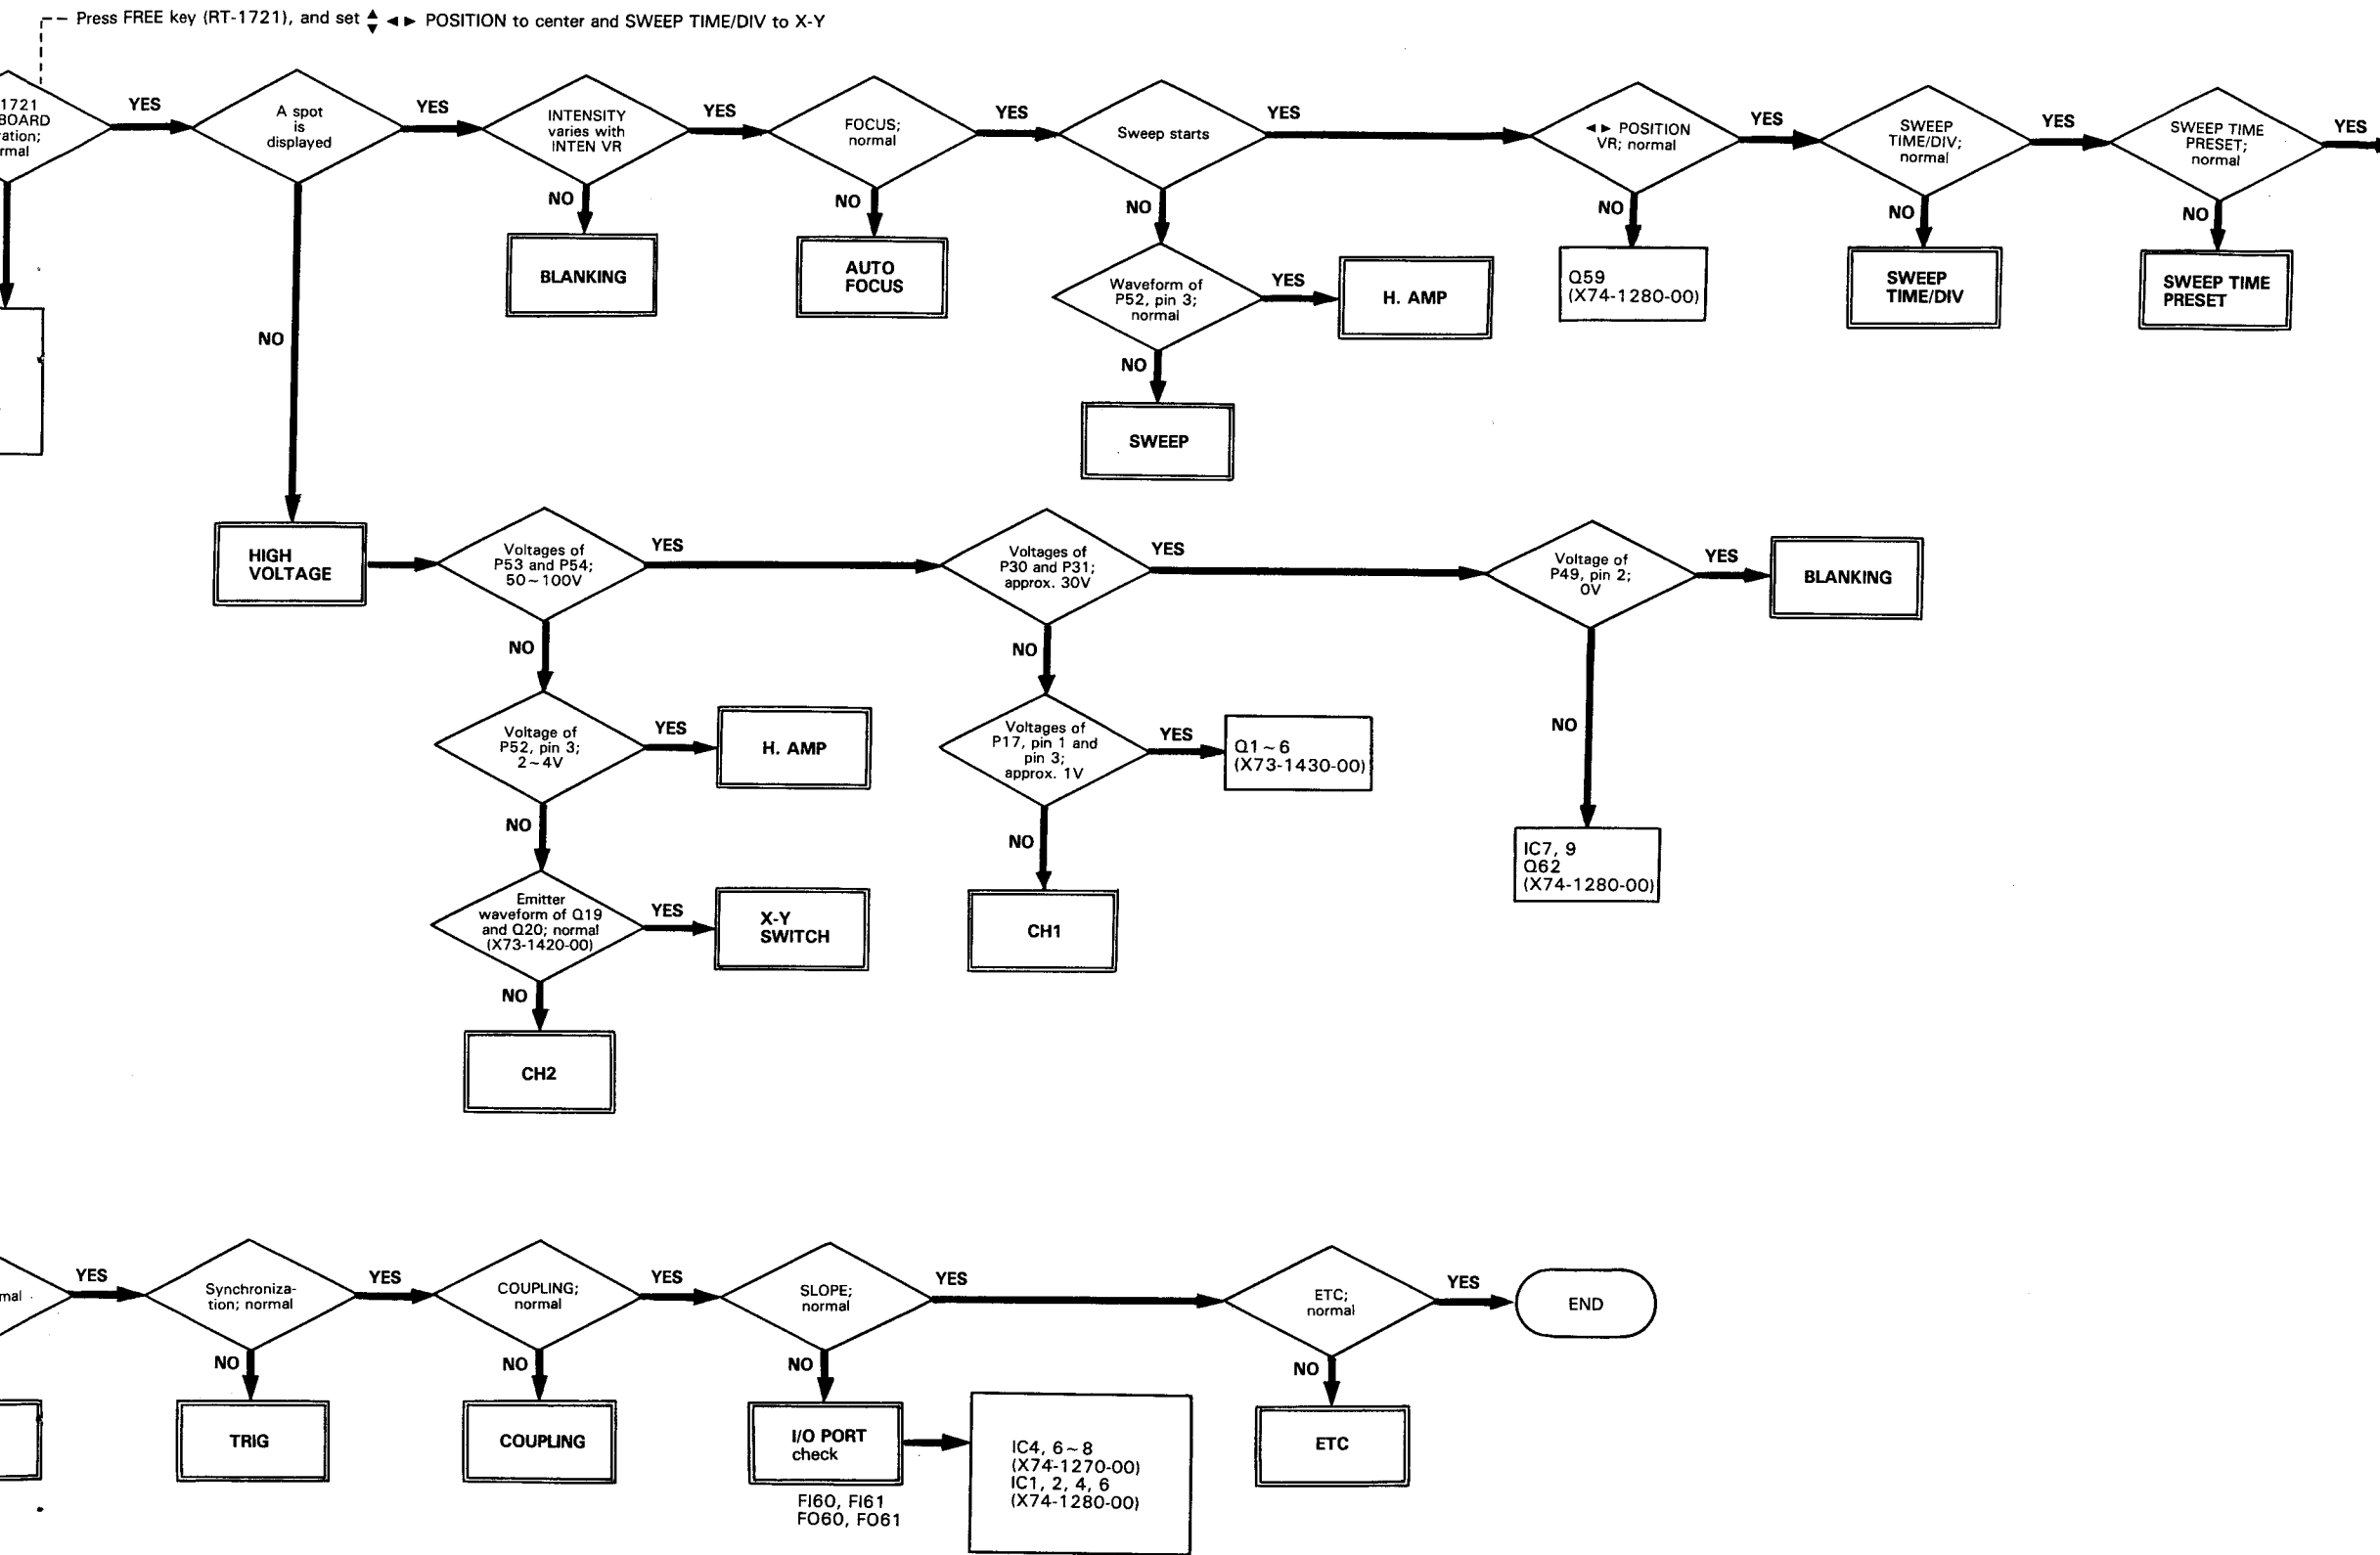 Press FREE key (RT-1721), and set ▲▼ ◄ ► POSITION to center and SWEEP TIME/DIV to X-Y
1721
BOARD
YES
A spot
is
displayed
YES
INTENSITY
varies with
INTEN VR
YES
FOCUS;
normal
YES
Sweep starts
YES
◄ ► POSITION
VR; normal
YES
SWEEP
TIME/DIV;
normal
YES
SWEEP TIME
PRESET;
normal
YES
NO
NO
BLANKING
NO
AUTO
FOCUS
NO
Waveform of
P52, pin 3;
normal
YES
H. AMP
NO
SWEEP
NO
Q59
(X74-1280-00)
NO
SWEEP
TIME/DIV
NO
SWEEP TIME
PRESET
HIGH
VOLTAGE
Voltages of
P53 and P54;
50~100V
YES
Voltages of
P30 and P31;
approx. 30V
YES
Voltage of
P49, pin 2;
0V
YES
BLANKING
NO
Voltage of
P52, pin 3;
2~4V
YES
H. AMP
NO
Voltages of
P17, pin 1 and
pin 3;
approx. 1V
YES
Q1~6
(X73-1430-00)
NO
IC7, 9
Q62
(X74-1280-00)
NO
Emitter
waveform of Q19
and Q20; normal
(X73-1420-00)
YES
X-Y
SWITCH
NO
CH1
NO
CH2
YES
Synchroniza-
tion; normal
YES
COUPLING;
normal
YES
SLOPE;
normal
YES
ETC;
normal
YES
END
NO
TRIG
NO
COUPLING
NO
I/O PORT
check
FI60, FI61
FO60, FO61
IC4, 6~8
(X74-1270-00)
IC1, 2, 4, 6
(X74-1280-00)
NO
ETC